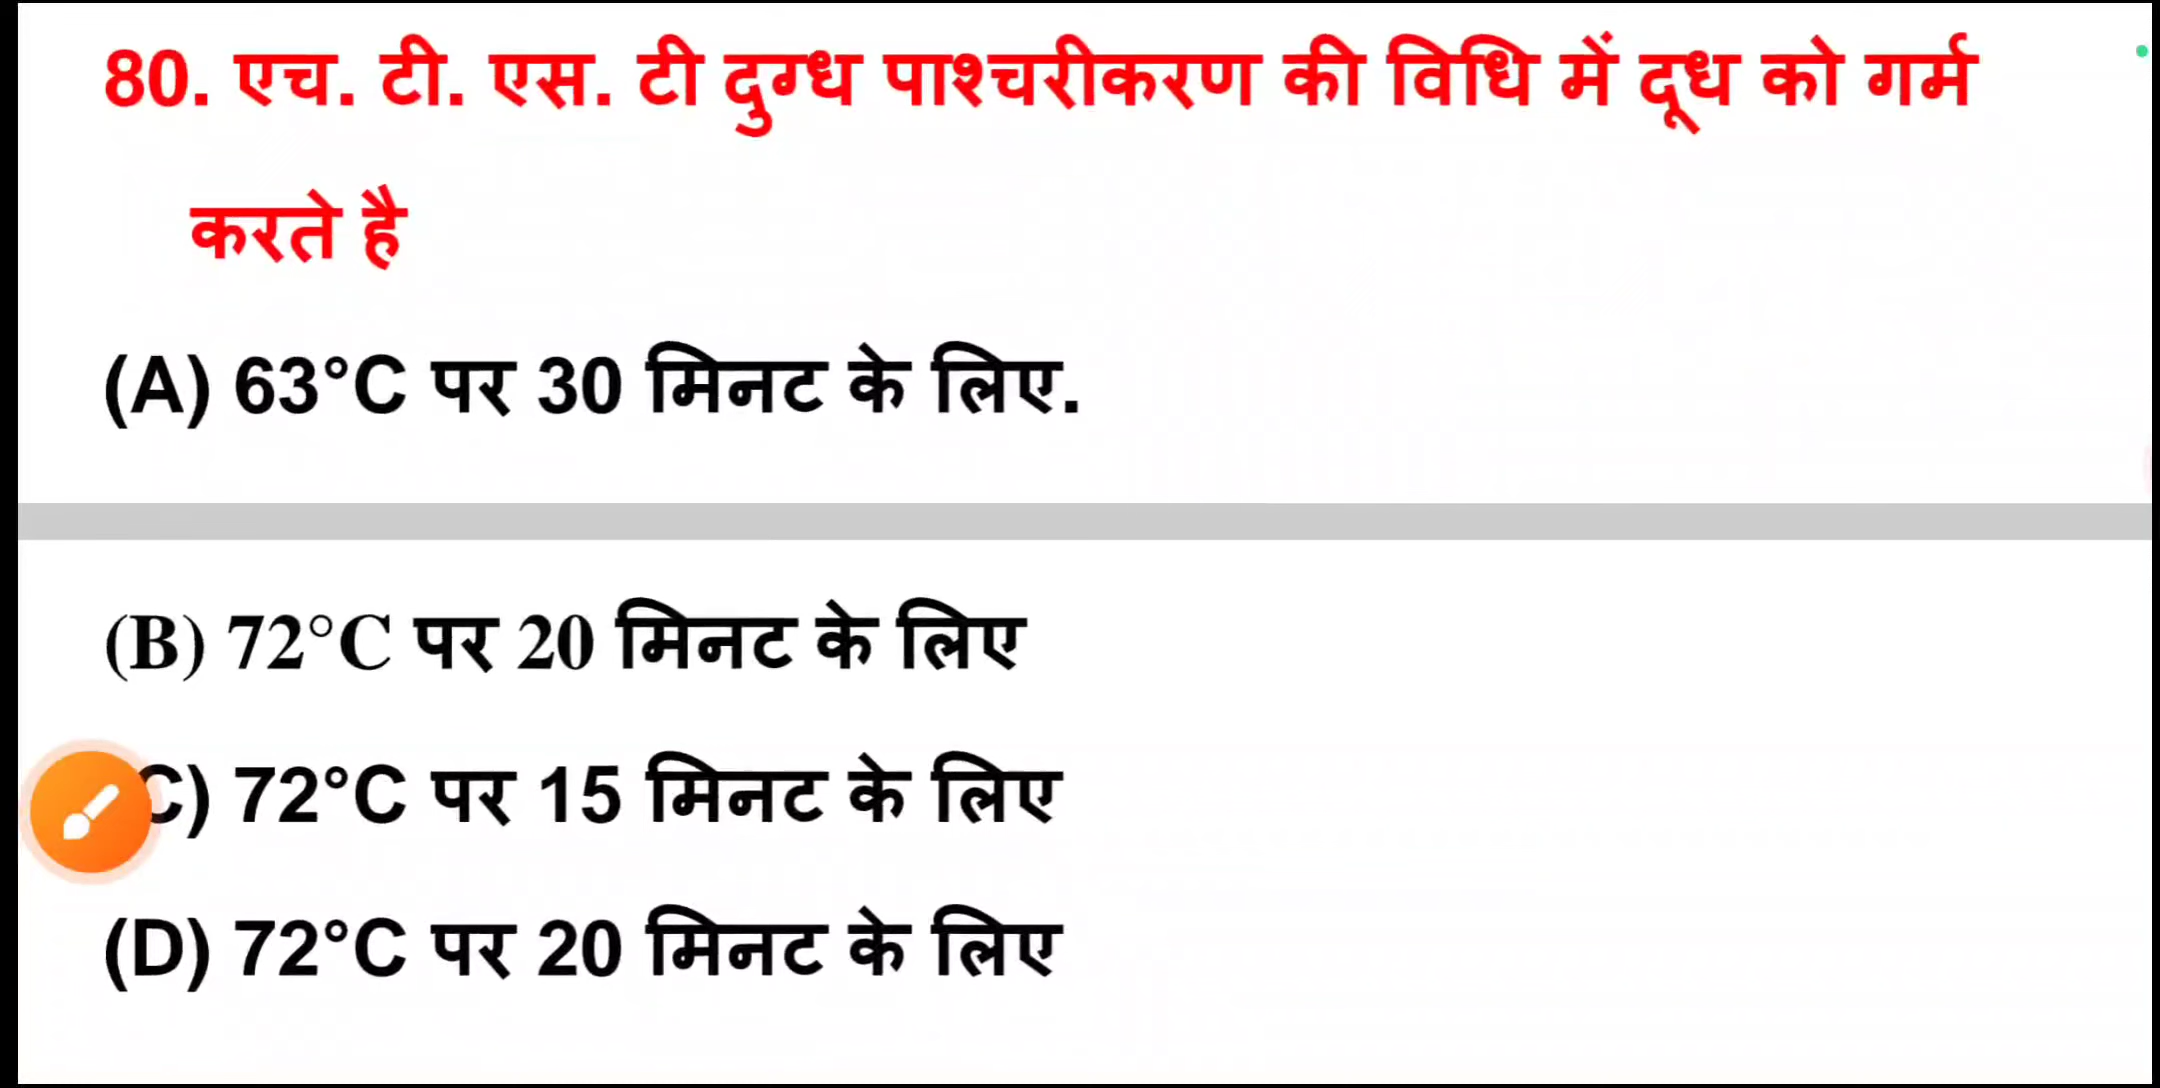 80. एच. टी. एस. टी दुग्ध पाश्चरीकरण की विधि में दूध को गर्म
करते है
(A) 63°C पर 30 मिनट के लिए.
(B) 72°C पर 20 मिनट के लिए
C) 72°C पर 15 मिनट के लिए
(D) 72°C पर 20 मिनट के लिए